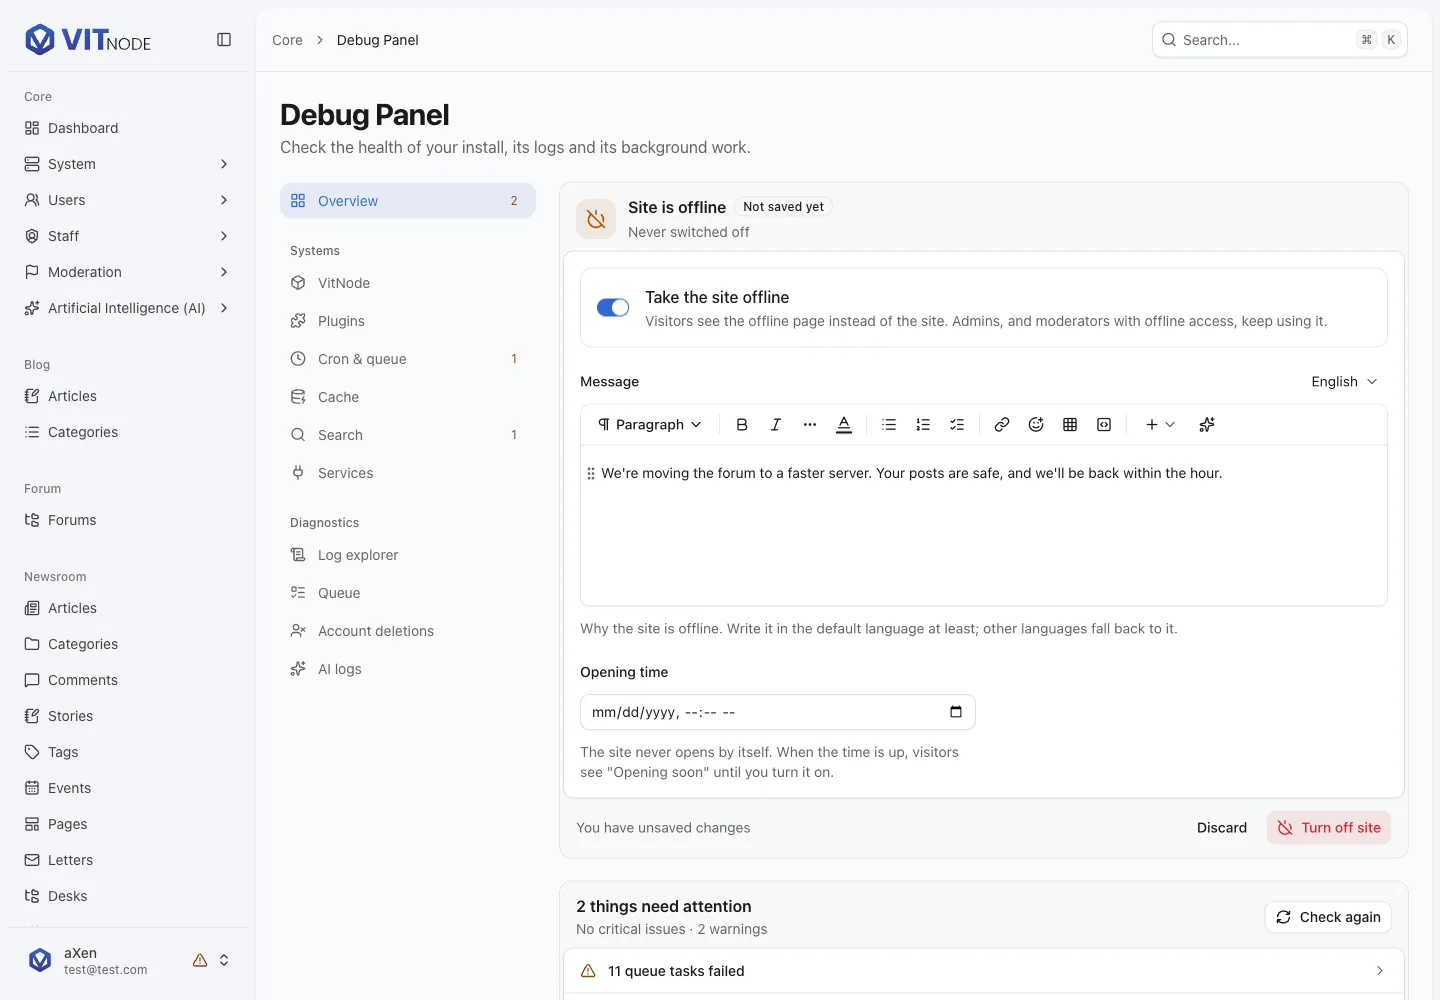 VITNODE
Core
Dashboard
System
Users
Staff
Moderation
Artificial Intelligence (AI)
Blog
Articles
Categories
Forum
Forums
Newsroom
Articles
Categories
Comments
Stories
Tags
Events
Pages
Letters
Desks
aXen
test@test.com
Core
Debug Panel
Search...
⌘ K
Debug Panel
Check the health of your install, its logs and its background work.
Overview 2
Systems
VitNode
Plugins
Cron & queue 1
Cache
Search 1
Services
Diagnostics
Log explorer
Queue
Account deletions
AI logs
Site is offline Not saved yet
Never switched off
Take the site offline
Visitors see the offline page instead of the site. Admins, and moderators with offline access, keep using it.
Message English
Paragraph B I A
We're moving the forum to a faster server. Your posts are safe, and we'll be back within the hour.
Why the site is offline. Write it in the default language at least; other languages fall back to it.
Opening time
mm/dd/yyyy, --:-- --
The site never opens by itself. When the time is up, visitors
see "Opening soon" until you turn it on.
You have unsaved changes Discard Turn off site
2 things need attention
No critical issues · 2 warnings
Check again
11 queue tasks failed